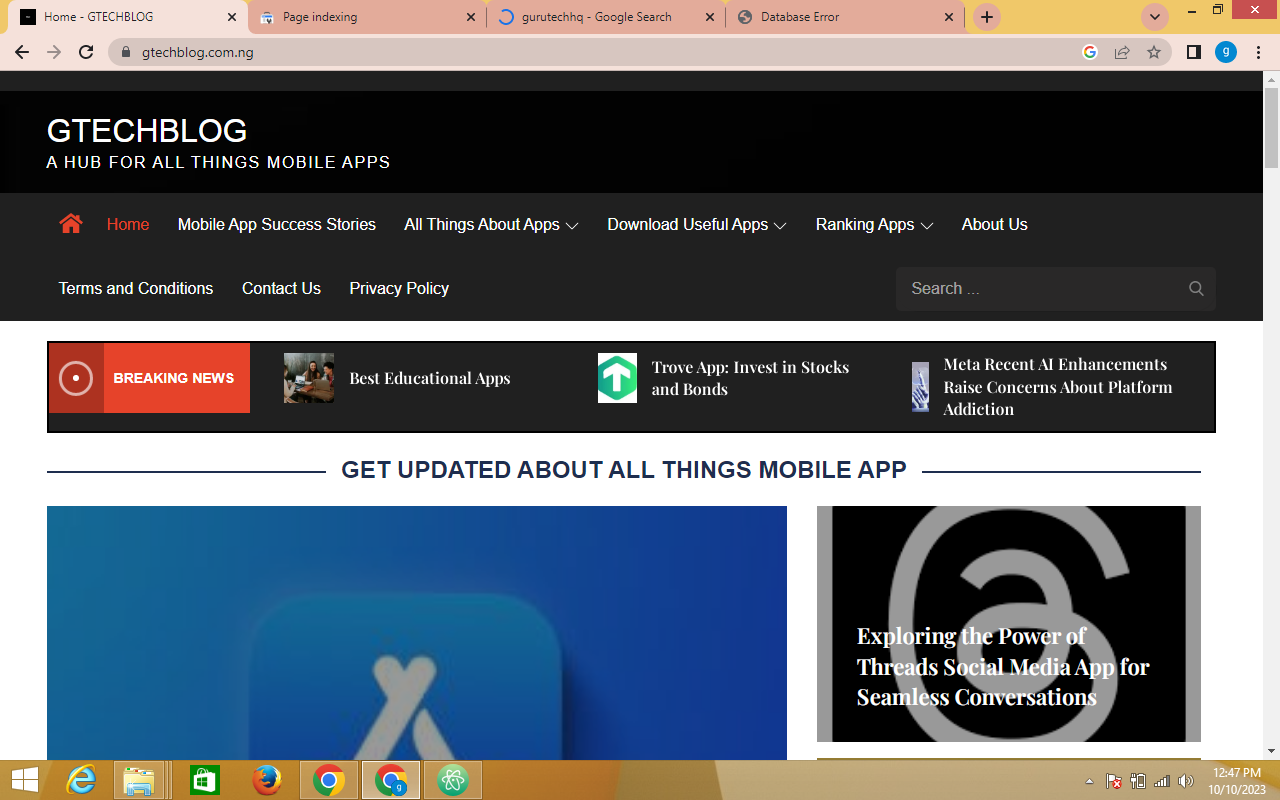 Home - GTECHBLOG
Page indexing
gurutechhq - Google Search
Database Error
gtechblog.com.ng
g
GTECHBLOG
A HUB FOR ALL THINGS MOBILE APPS
Home
Mobile App Success Stories
All Things About Apps
Download Useful Apps
Ranking Apps
About Us
Terms and Conditions
Contact Us
Privacy Policy
Search ...
BREAKING NEWS
Best Educational Apps
Trove App: Invest in Stocks
and Bonds
Meta Recent AI Enhancements
Raise Concerns About Platform
Addiction
GET UPDATED ABOUT ALL THINGS MOBILE APP
Exploring the Power of
Threads Social Media App for
Seamless Conversations
g
12:47 PM
10/10/2023